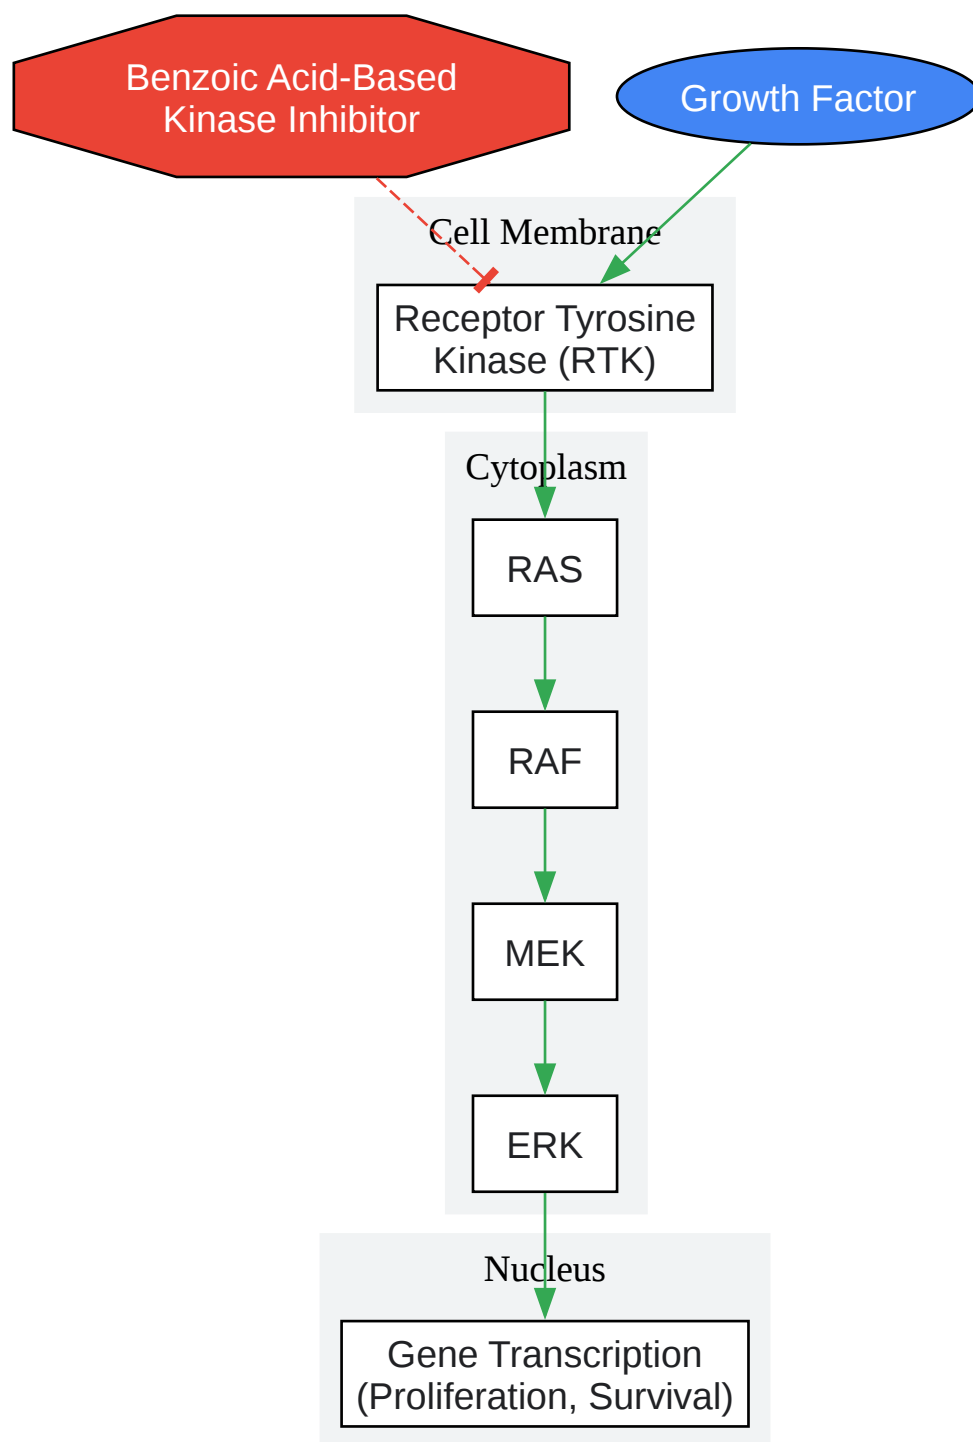 Benzoic Acid-Based
Kinase Inhibitor
Growth Factor
Cell Membrane
Receptor Tyrosine
Kinase (RTK)
Cytoplasm
RAS
RAF
MEK
ERK
Nucleus
Gene Transcription
(Proliferation, Survival)